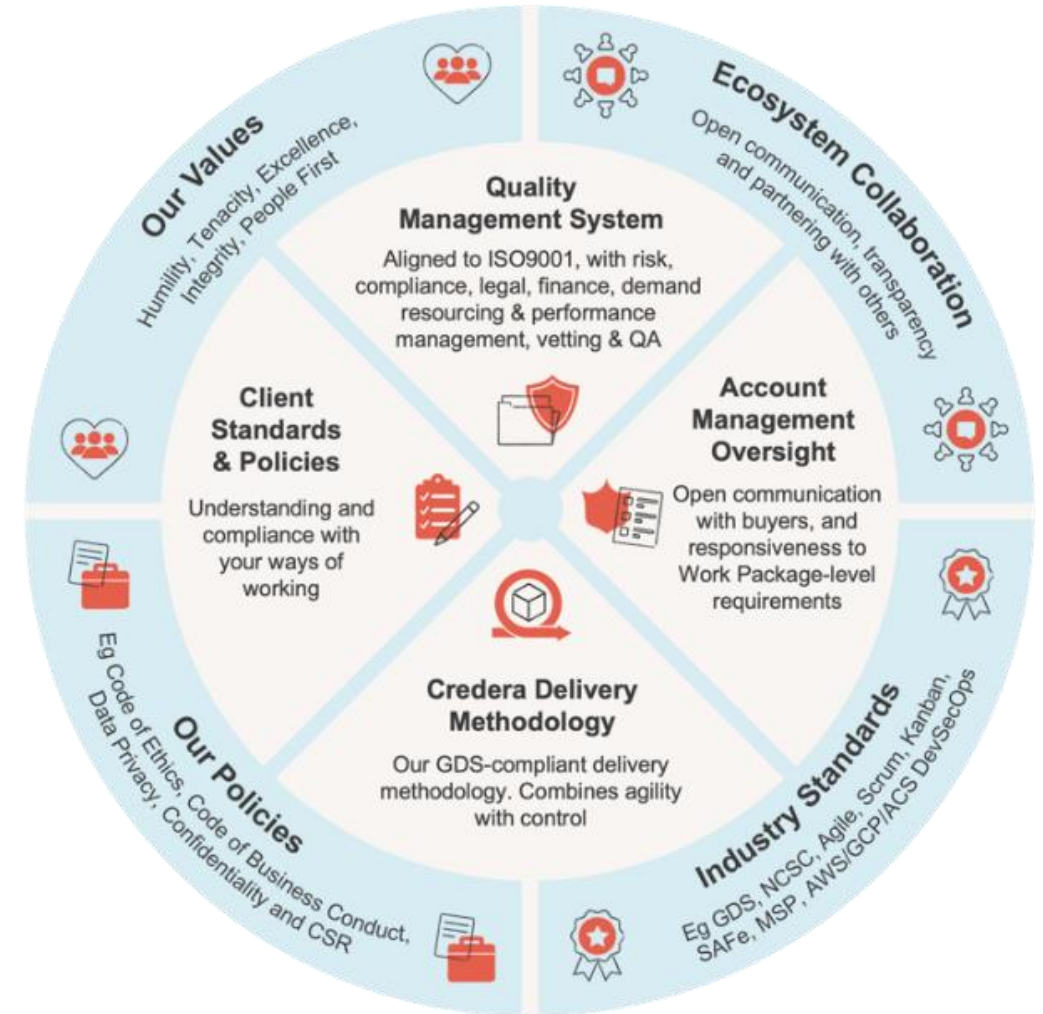 Our Values
Humility, Tenacity, Excellence,
Integrity, People First
Ecosystem Collaboration
Open communication, transparency
and partnering with others
Quality
Management System
Aligned to ISO9001, with risk,
compliance, legal, finance, demand
resourcing & performance
management, vetting & QA
Client
Standards
& Policies
Understanding and
compliance with
your ways of
working
Account
Management
Oversight
Open communication
with buyers, and
responsiveness to
Work Package-level
requirements
Credera Delivery
Methodology
Our GDS-compliant delivery
methodology. Combines agility
with control
Our Policies
Eg Code of Ethics, Code of Business Conduct,
Data Privacy, Confidentiality and CSR
Industry Standards
Eg GDS, NCSC, Agile, Scrum, Kanban,
SAFe, MSP, AWS/GCP/ACS DevSecOps